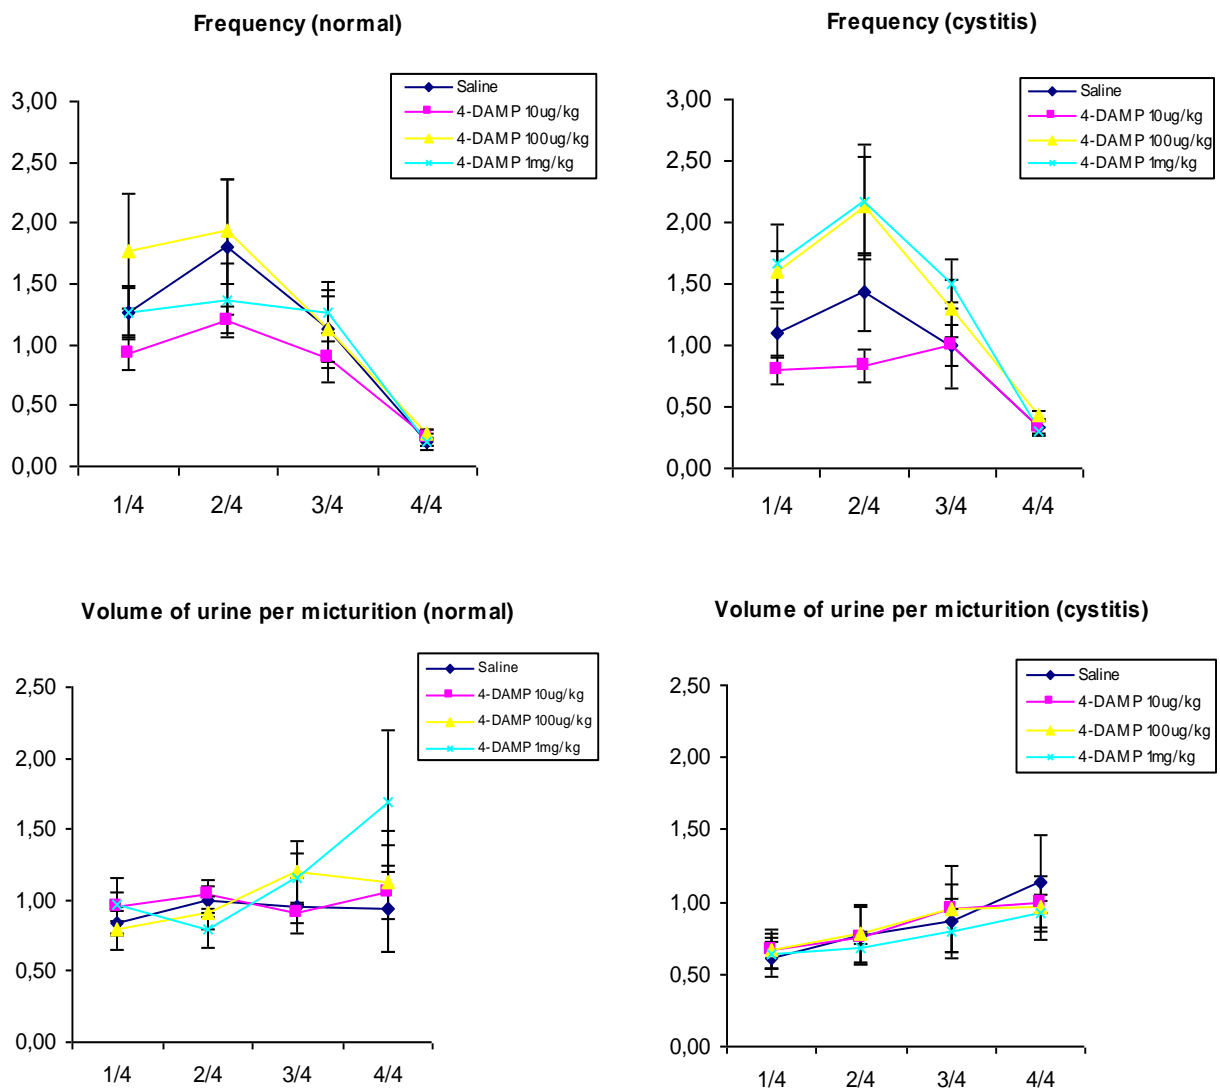 Frequency (normal)
Saline
4-DAMP 10ug/kg
4-DAMP 100ug/kg
4-DAMP 1mg/kg
3,00
2,50
2,00
1,50
1,00
0,50
0,00
1/4 2/4 3/4 4/4
Frequency (cystitis)
Saline
4-DAMP 10ug/kg
4-DAMP 100ug/kg
4-DAMP 1mg/kg
3,00
2,50
2,00
1,50
1,00
0,50
0,00
1/4 2/4 3/4 4/4
Volume of urine per micturition (normal)
Saline
4-DAMP 10ug/kg
4-DAMP 100ug/kg
4-DAMP 1mg/kg
2,50
2,00
1,50
1,00
0,50
0,00
1/4 2/4 3/4 4/4
Volume of urine per micturition (cystitis)
Saline
4-DAMP 10ug/kg
4-DAMP 100ug/kg
4-DAMP 1mg/kg
2,50
2,00
1,50
1,00
0,50
0,00
1/4 2/4 3/4 4/4